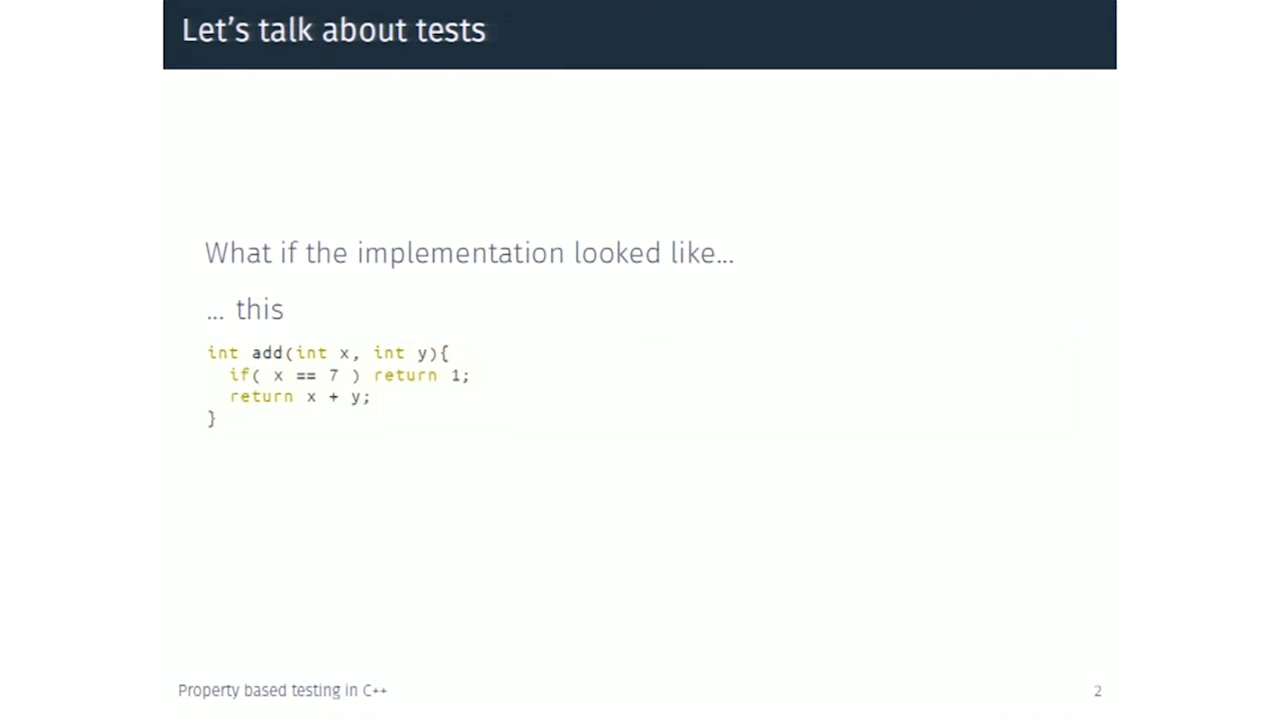 Let's talk about tests
What if the implementation looked like...
... this
int add(int x, int y){
  if( x == 7 ) return 1;
  return x + y;
}
Property based testing in C++
2